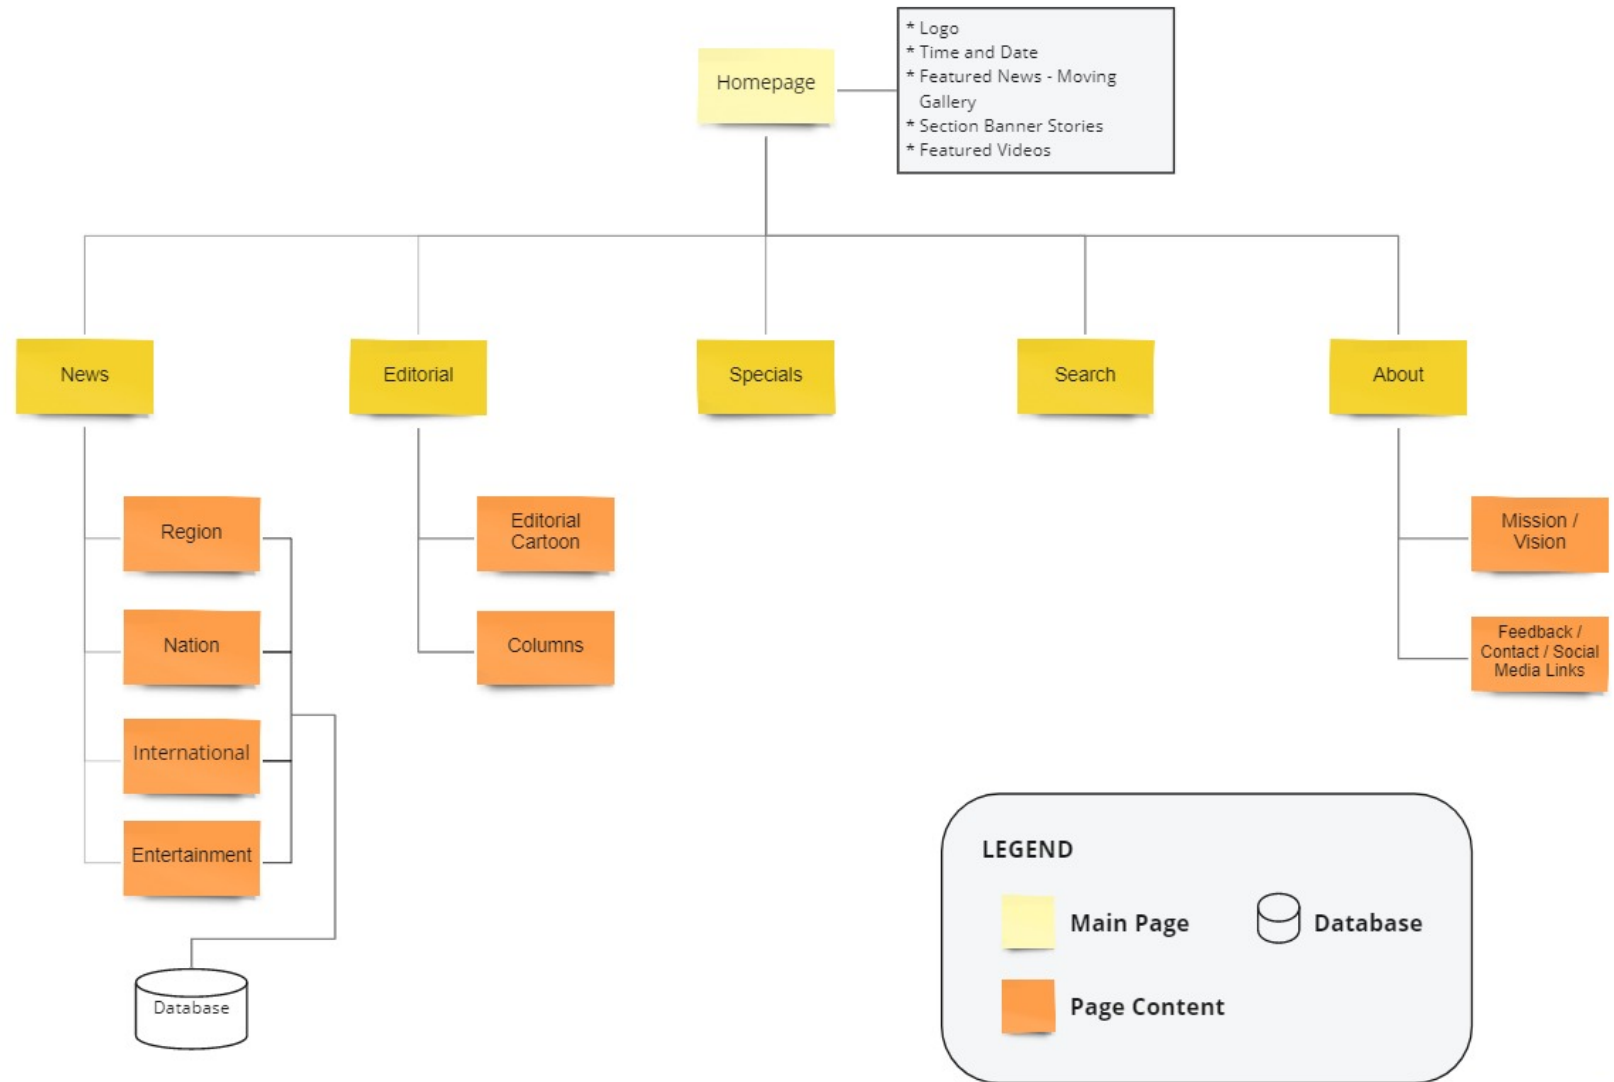 Homepage
* Logo
* Time and Date
* Featured News - Moving
Gallery
* Section Banner Stories
* Featured Videos
News
Editorial
Specials
Search
About
Region
Nation
International
Entertainment
Editorial
Cartoon
Columns
Mission /
Vision
Feedback /
Contact / Social
Media Links
Database
LEGEND
Main Page
Database
Page Content